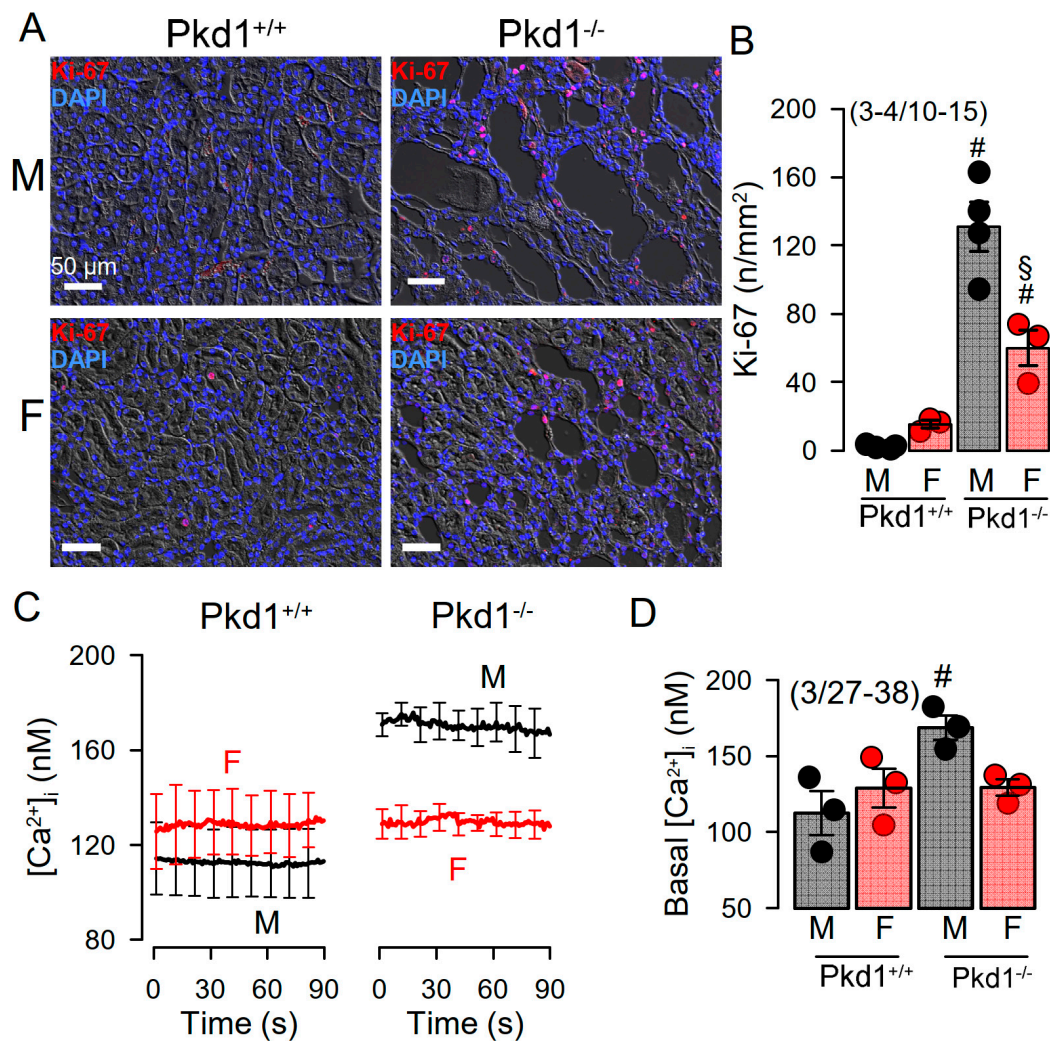 A
Pkd1+/+
Pkd1-/-
M
Ki-67
DAPI
50 µm
Ki-67
DAPI
F
Ki-67
DAPI
Ki-67
DAPI
B
Ki-67 (n/mm²)
200
160
120
80
40
0
(3-4/10-15)
#
§
#
M
F
M
F
Pkd1+/+
Pkd1-/-
C
Pkd1+/+
Pkd1-/-
[Ca²⁺]i (nM)
200
160
120
80
F
M
M
F
0
30
60
90
0
30
60
90
Time (s)
Time (s)
D
Basal [Ca²⁺]i (nM)
200
150
100
50
(3/27-38)
#
M
F
M
F
Pkd1+/+
Pkd1-/-